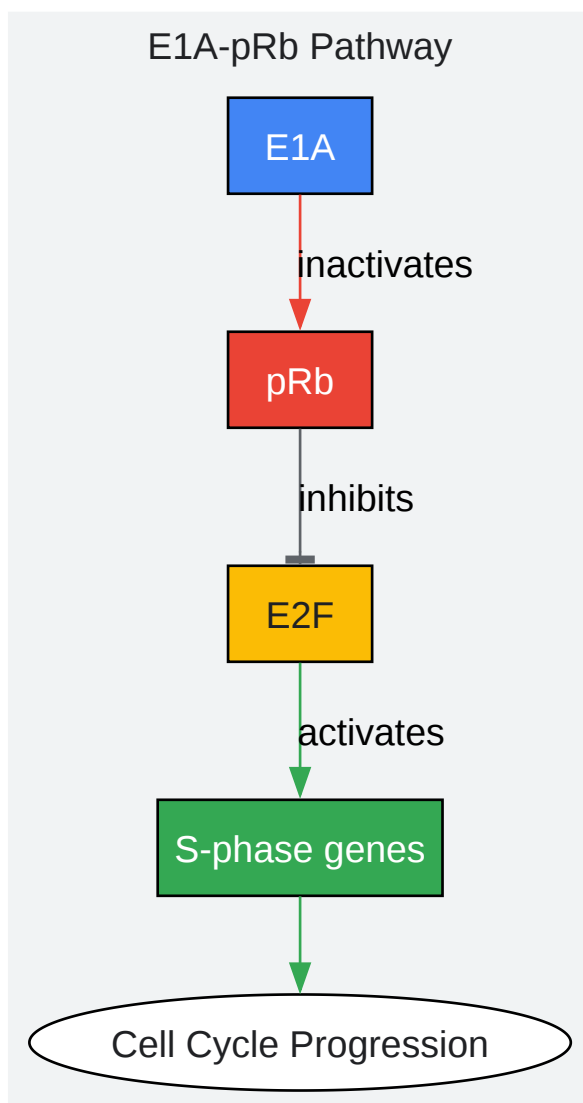 E1A-pRb Pathway
E1A
inactivates
pRb
inhibits
E2F
activates
S-phase genes
Cell Cycle Progression